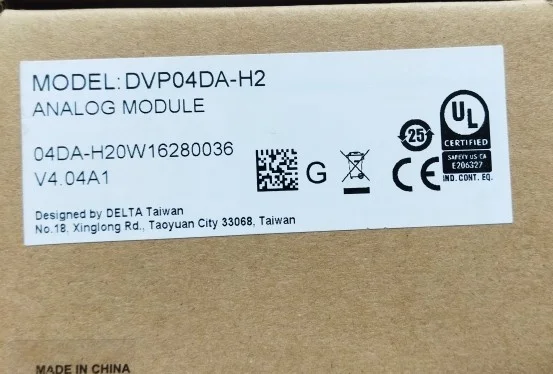 MODEL: DVP04DA-H2
ANALOG MODULE
04DA-H20W16280036
V4.04A1
G
25
CE
UL
CERTIFIED
SAFETY US-CA
E206327
IND. CONT. EQ.
Designed by DELTA Taiwan
No.18, Xinglong Rd., Taoyuan City 33068, Taiwan
MADE IN CHINA